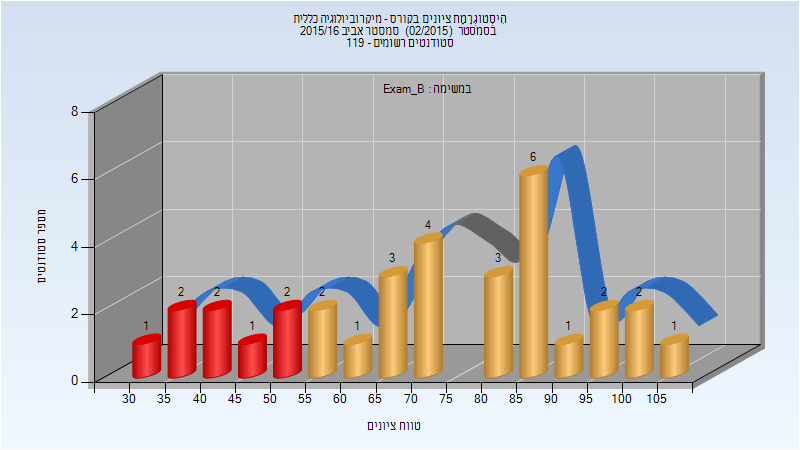 היסטוגרמת ציונים בקורס - מיקרוביולוגיה כללית
בסמסטר (02/2015) סמסטר אביב 2015/16
סטודנטים רשומים - 119
במשימה : Exam_B
מספר סטודנטים
8
6
4
2
0
1 2 2 1 2 2 1 3 4 3 6 1 2 2 1
30 35 40 45 50 55 60 65 70 75 80 85 90 95 100 105
טווח ציונים